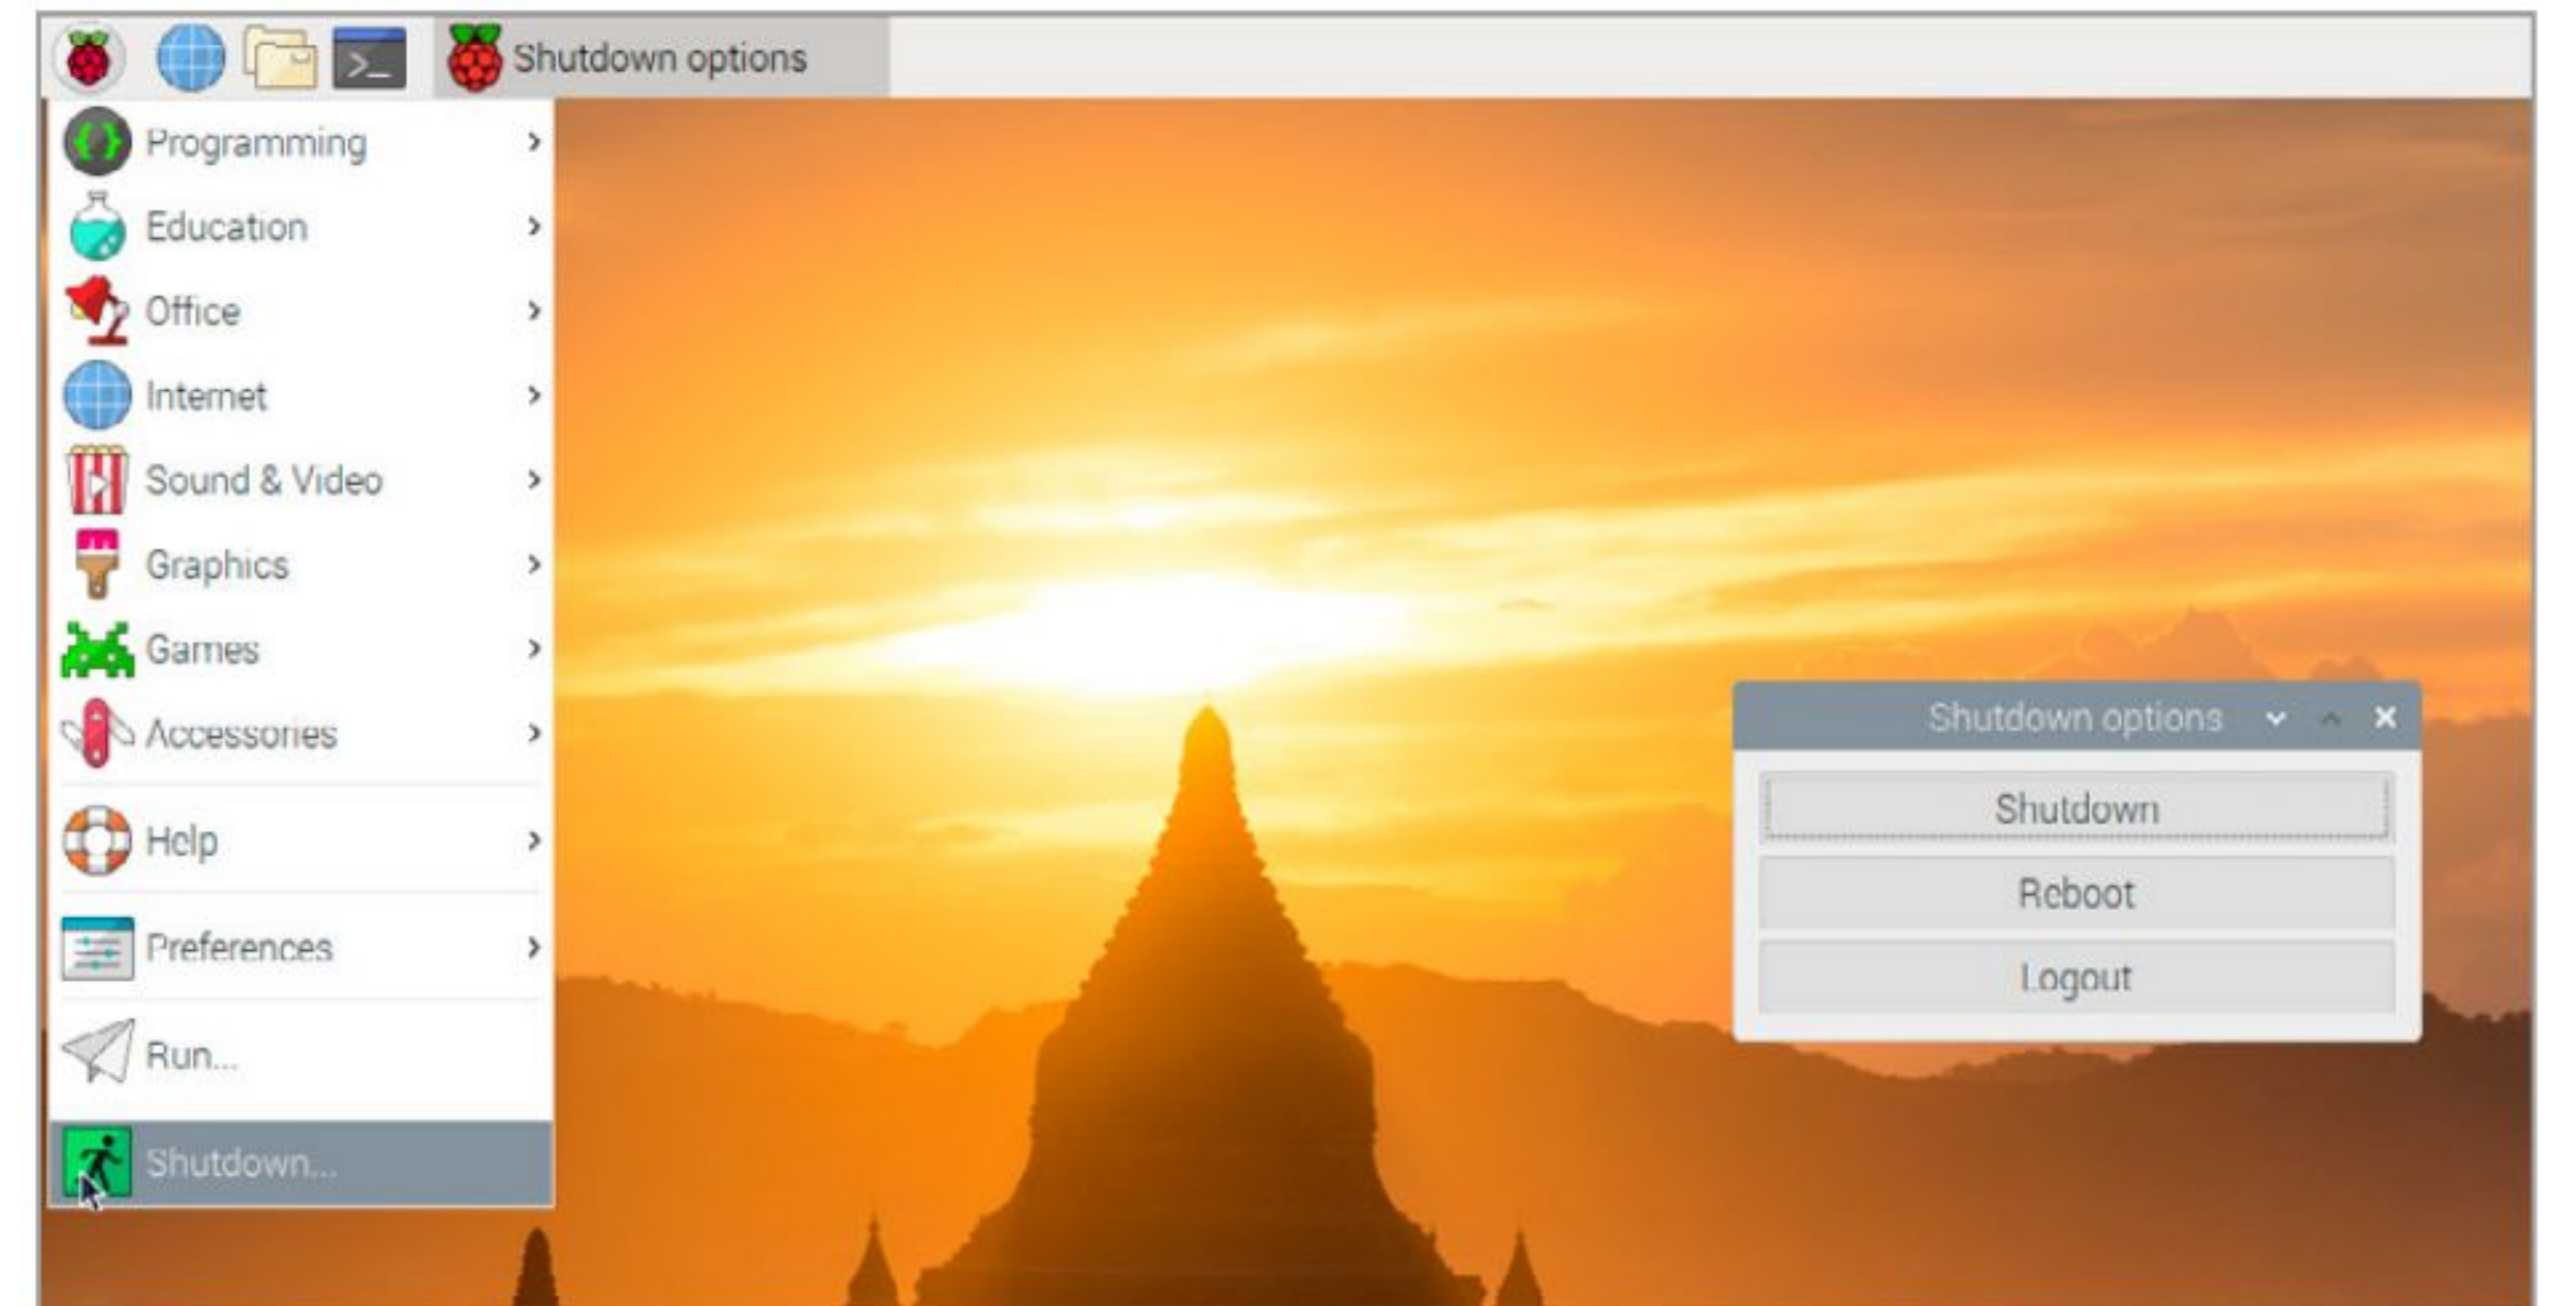 Shutdown options
Programming
Education
Office
Internet
Sound & Video
Graphics
Games
Accessories
Help
Preferences
Run...
Shutdown...
Shutdown options
Shutdown
Reboot
Logout